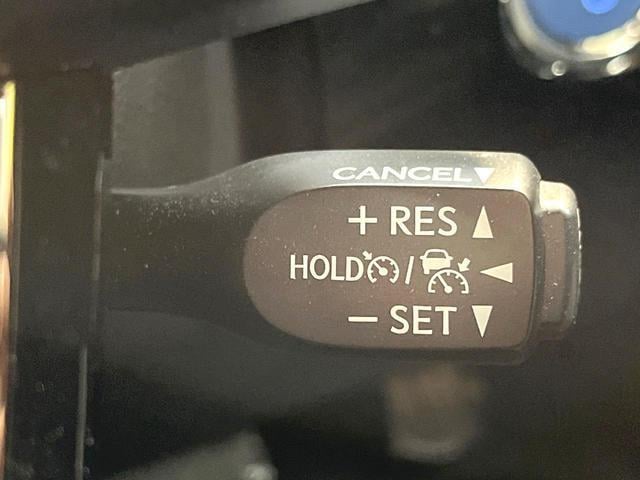 CANCEL▼
+ RES ▲
HOLD / ◀
− SET ▼